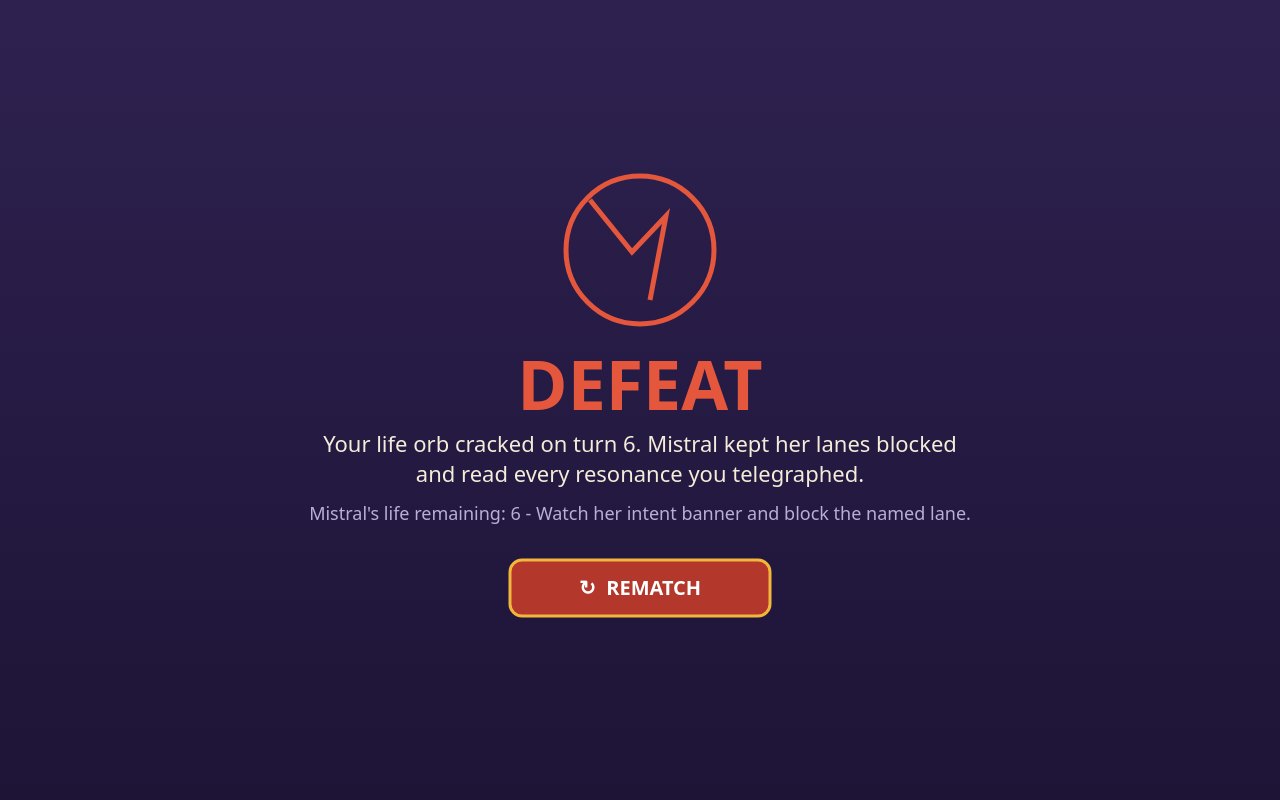 DEFEAT
Your life orb cracked on turn 6. Mistral kept her lanes blocked
and read every resonance you telegraphed.
Mistral's life remaining: 6 - Watch her intent banner and block the named lane.
↻ REMATCH